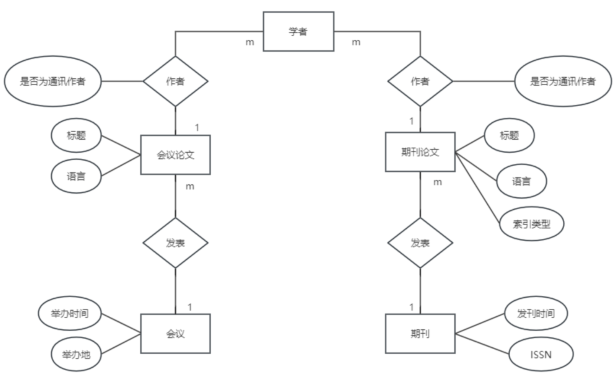 学者
m
m
是否为通讯作者
作者
作者
是否为通讯作者
1
1
标题
会议论文
期刊论文
标题
语言
m
m
语言
索引类型
发表
发表
举办时间
1
1
发刊时间
会议
期刊
举办地
ISSN